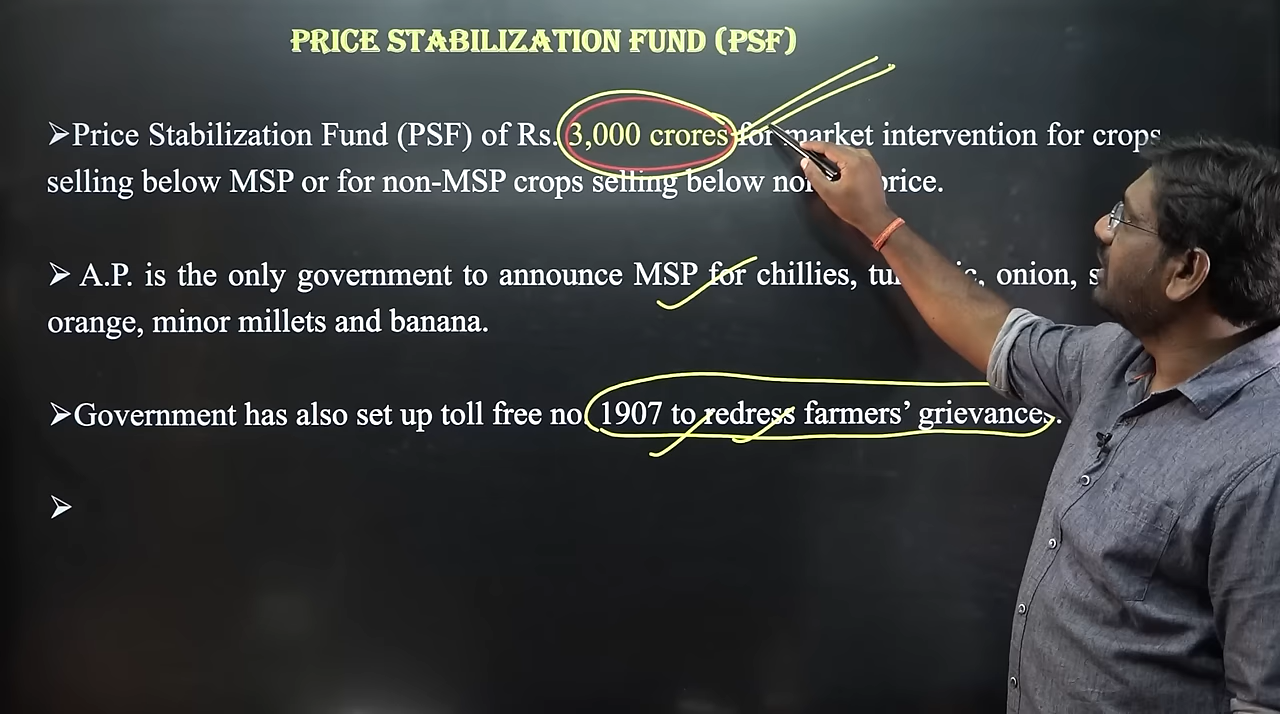 PRICE STABILIZATION FUND (PSF)
➢Price Stabilization Fund (PSF) of Rs. 3,000 crores for market intervention for crops
selling below MSP or for non-MSP crops selling below price.
➢ A.P. is the only government to announce MSP for chillies, onion,
orange, minor millets and banana.
➢Government has also set up toll free no. 1907 to redress farmers’ grievances.
➢